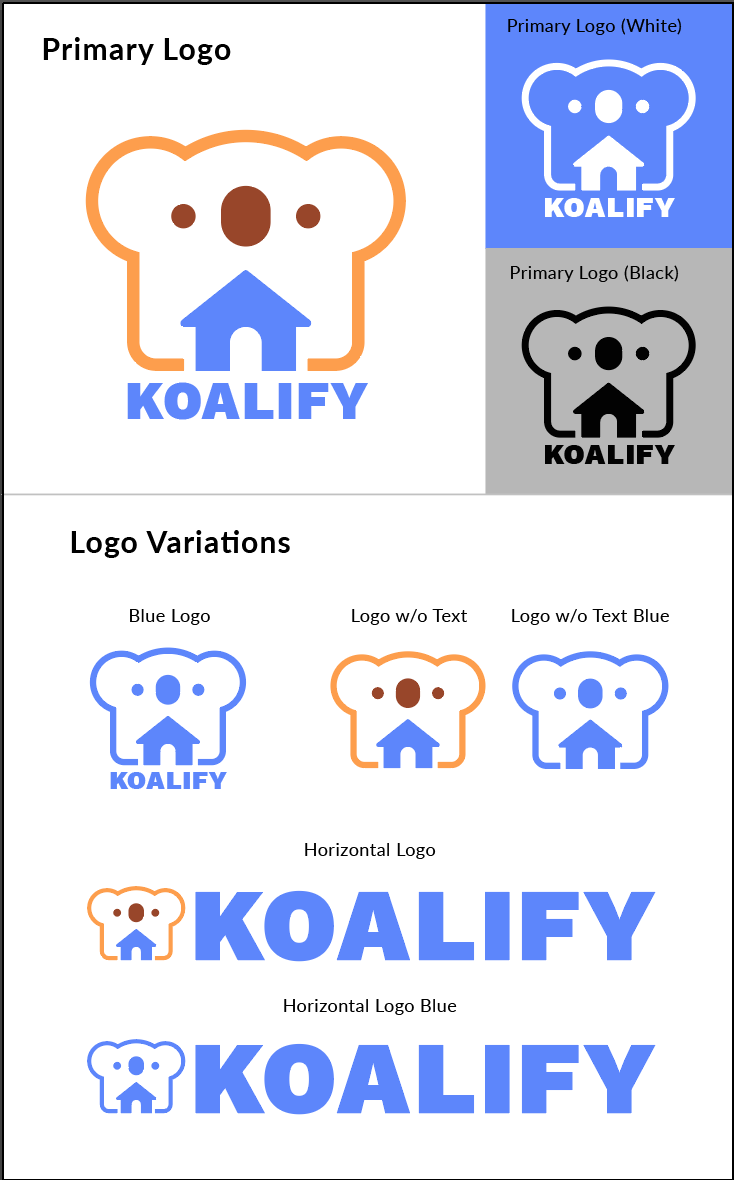 Primary Logo
KOALIFY
Primary Logo (White)
KOALIFY
Primary Logo (Black)
KOALIFY
Logo Variations
Blue Logo
KOALIFY
Logo w/o Text
Logo w/o Text Blue
Horizontal Logo
KOALIFY
Horizontal Logo Blue
KOALIFY